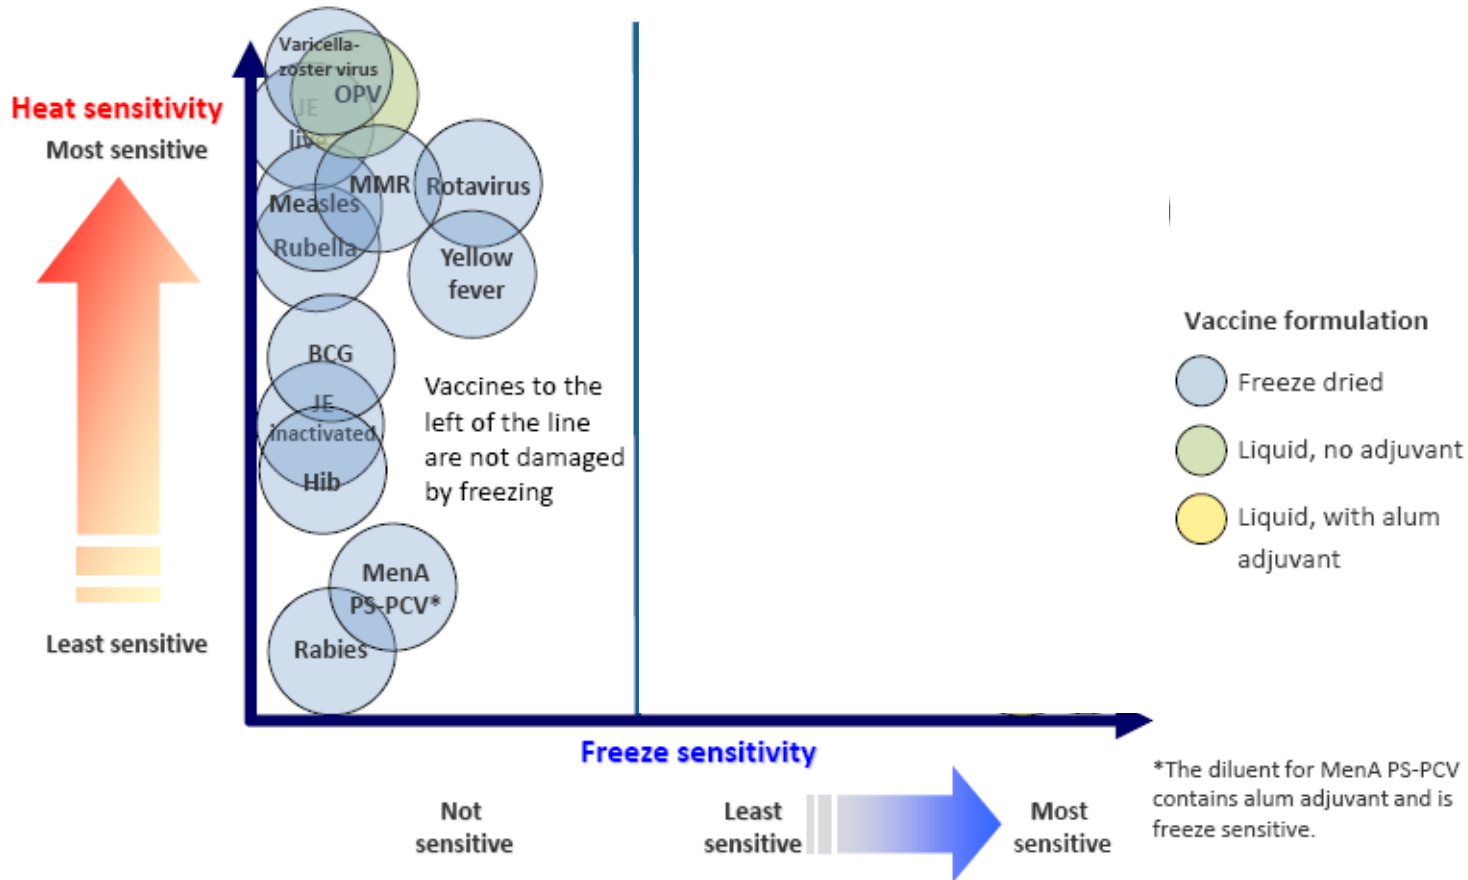 Varicella-
zoster virus
OPV
JE
live
Heat sensitivity
Most sensitive
MMR
Rotavirus
Measles
Rubella
Yellow
fever
BCG
JE
inactivated
Hib
Vaccines to the
left of the line
are not damaged
by freezing
MenA
PS-PCV*
Rabies
Least sensitive
Vaccine formulation
Freeze dried
Liquid, no adjuvant
Liquid, with alum
adjuvant
Freeze sensitivity
Not
sensitive
Least
sensitive
Most
sensitive
*The diluent for MenA PS-PCV
contains alum adjuvant and is
freeze sensitive.